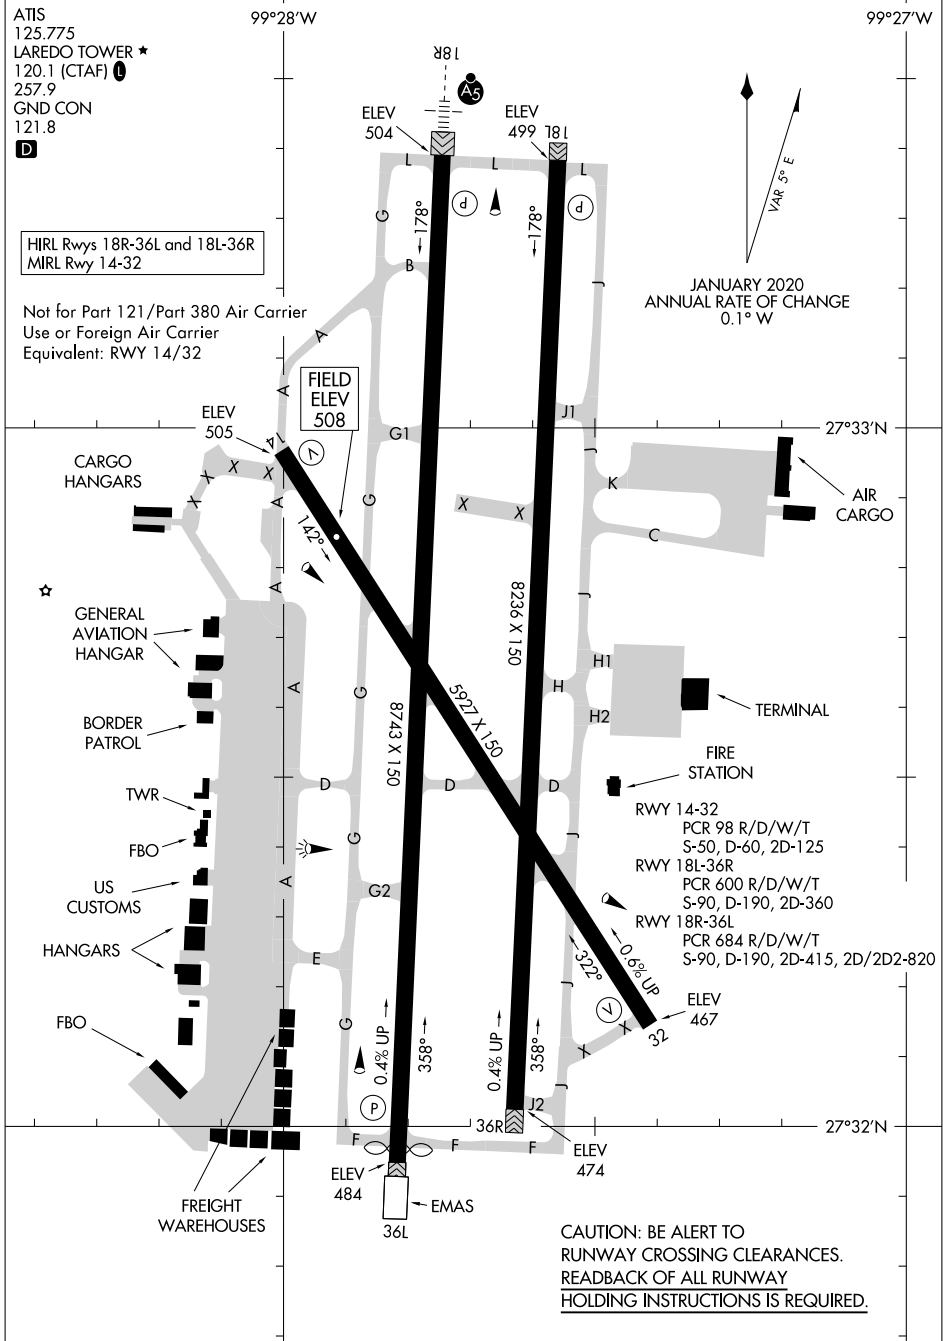 ATIS
125.775
LAREDO TOWER ★
120.1 (CTAF) L
257.9
GND CON
121.8
D
99°28'W
99°27'W
18R
A5
ELEV
504
ELEV
499
18L
L
L
L
G
P
P
178°
178°
VAR 5° E
HIRL Rwys 18R-36L and 18L-36R
MIRL Rwy 14-32
B
J
JANUARY 2020
ANNUAL RATE OF CHANGE
0.1° W
Not for Part 121/Part 380 Air Carrier
Use or Foreign Air Carrier
Equivalent: RWY 14/32
A
A
FIELD
ELEV
508
ELEV
505
14
V
G1
J1
27°33'N
CARGO
HANGARS
X
X
X
X
A
J
K
AIR
CARGO
G
X
X
C
142°
A
J
8236 X 150
GENERAL
AVIATION
HANGAR
H1
A
G
H
5927 X 150
8743 X 150
H2
TERMINAL
BORDER
PATROL
FIRE
STATION
D
D
D
TWR
RWY 14-32
PCR 98 R/D/W/T
S-50, D-60, 2D-125
G
J
FBO
RWY 18L-36R
PCR 600 R/D/W/T
S-90, D-190, 2D-360
A
G2
US
CUSTOMS
RWY 18R-36L
PCR 684 R/D/W/T
S-90, D-190, 2D-415, 2D/2D2-820
HANGARS
E
322°
0.6% UP
J
ELEV
467
V
X
32
FBO
G
0.4% UP
358°
0.4% UP
358°
X
J
P
J2
36R
27°32'N
F
F
F
ELEV
474
ELEV
484
EMAS
36L
FREIGHT
WAREHOUSES
CAUTION: BE ALERT TO
RUNWAY CROSSING CLEARANCES.
READBACK OF ALL RUNWAY
HOLDING INSTRUCTIONS IS REQUIRED.